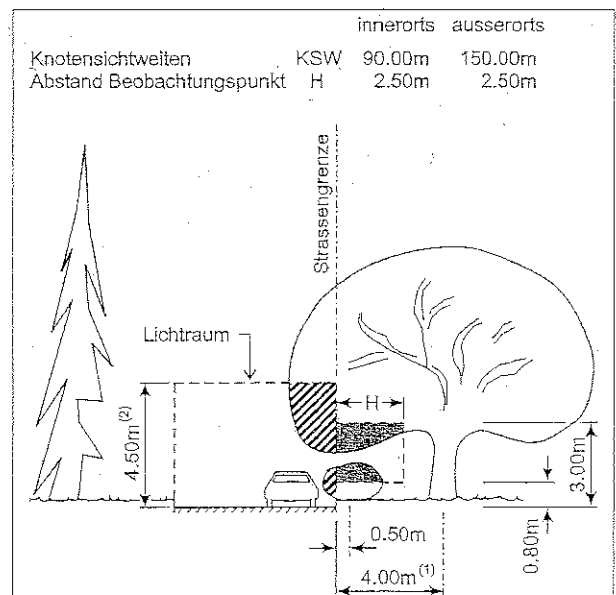 innerorts ausserorts
Knotensichtweiten KSW 90.00m 150.00m
Abstand Beobachtungspunkt H 2.50m 2.50m
Strassengrenze
Lichtraum
H
4.50m(2)
3.00m
0.80m
0.50m
4.00m(1)